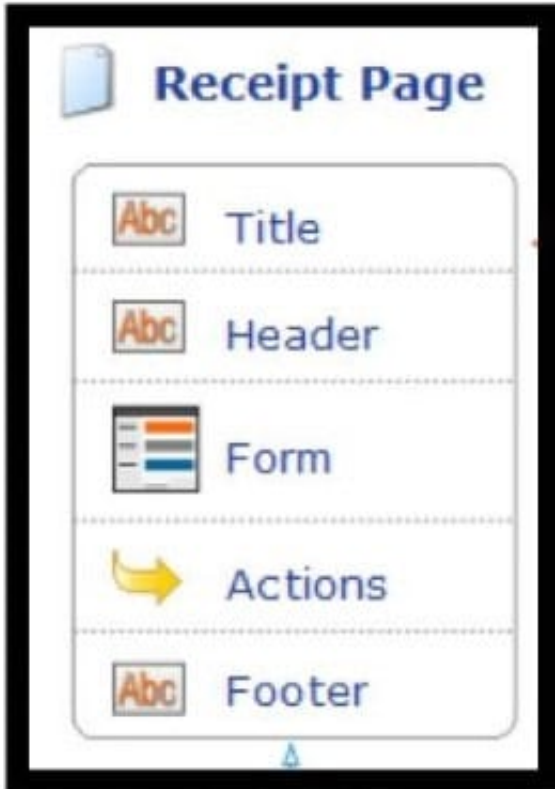 Receipt Page
Abc Title
Abc Header
Form
Actions
Abc Footer